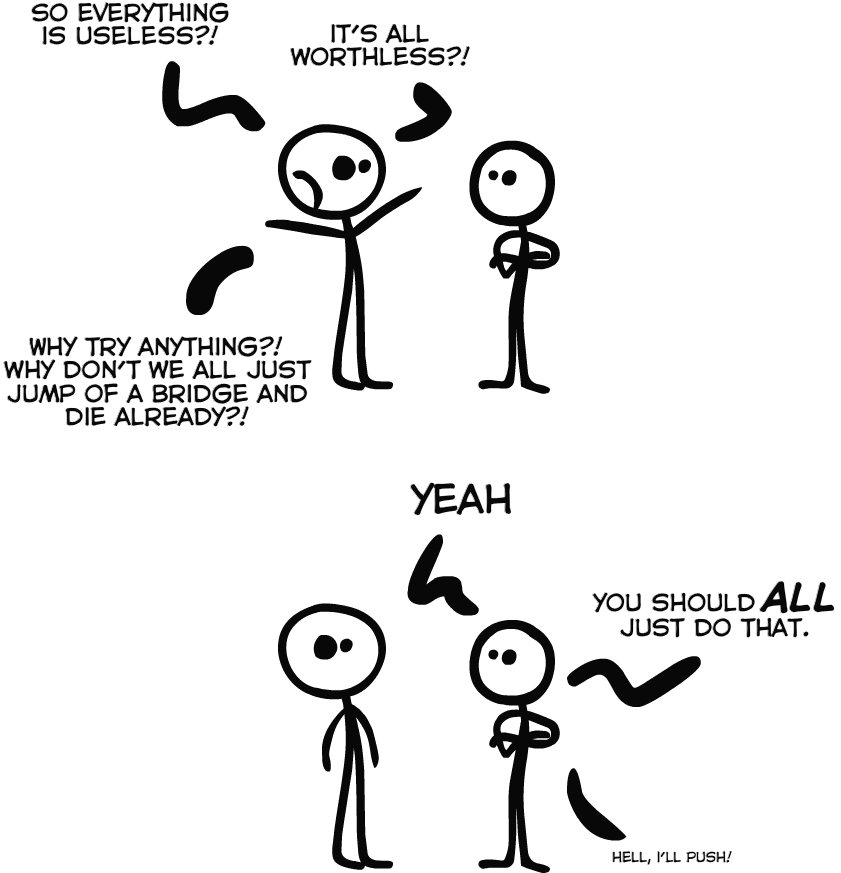 SO EVERYTHING
IS USELESS?!
IT'S ALL
WORTHLESS?!
WHY TRY ANYTHING?!
WHY DON'T WE ALL JUST
JUMP OF A BRIDGE AND
DIE ALREADY?!
YEAH
YOU SHOULD ALL
JUST DO THAT.
HELL, I'LL PUSH!